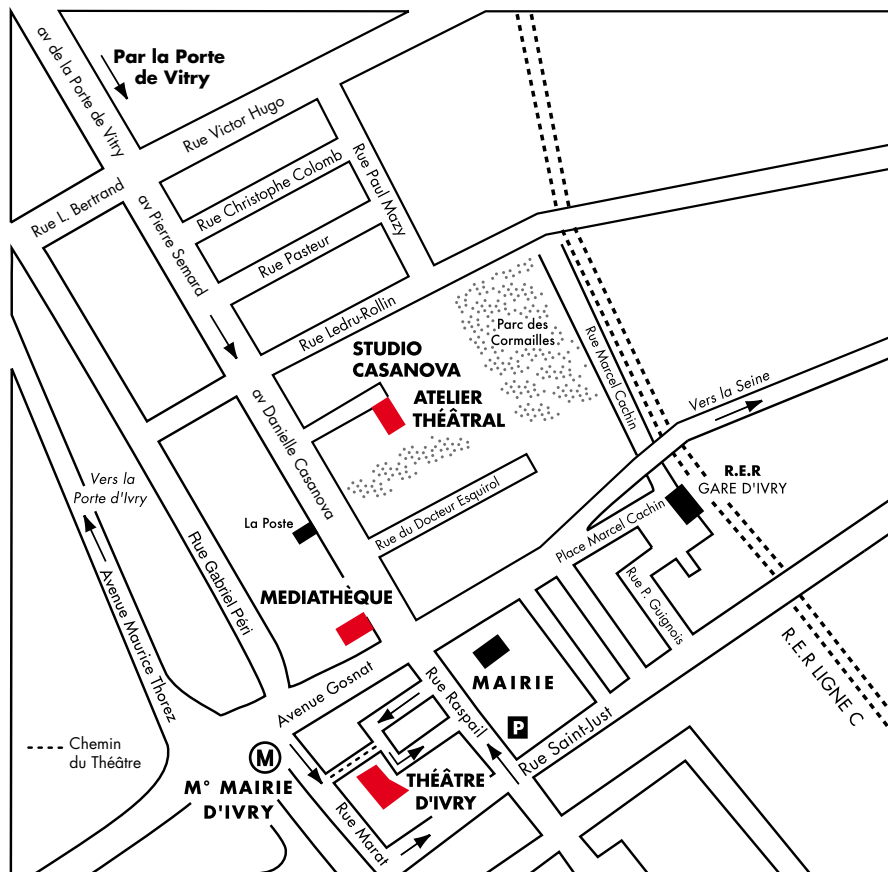 av de la Porte de Vitry
Par la Porte
de Vitry
Rue Victor Hugo
Rue L. Bertrand
av Pierre Semard
Rue Christophe Colomb
Rue Paul Mazy
Rue Pasteur
Rue Ledru-Rollin
Parc des
Cormailles
Rue Marcel Cachin
STUDIO
CASANOVA
ATELIER
THÉÂTRAL
Vers la Seine
av Danielle Casanova
R.E.R
GARE D'IVRY
Vers la
Porte d'Ivry
La Poste
Rue du Docteur Esquirol
Place Marcel Cachin
Rue Gabriel Péri
Avenue Maurice Thorez
MEDIATHÈQUE
Rue P. Guignois
R.E.R LIGNE C
MAIRIE
Avenue Gosnat
Rue Raspail
P
Rue Saint-Just
Chemin
du Théâtre
M
M° MAIRIE
D'IVRY
THÉÂTRE
D'IVRY
Rue Marat